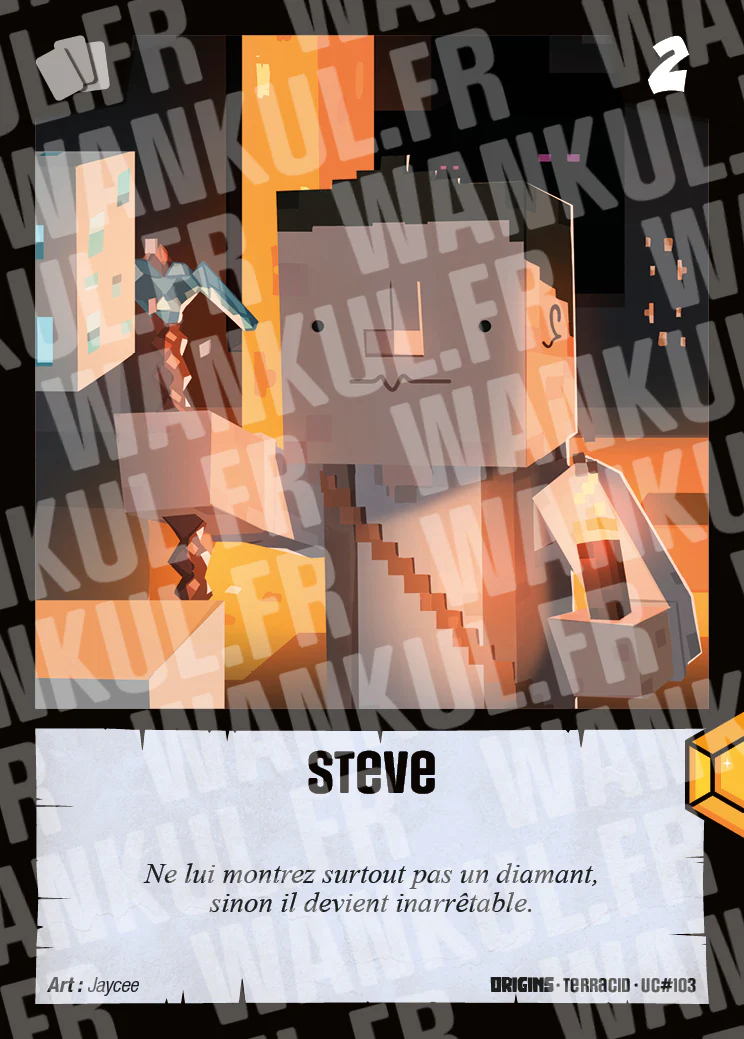 2
WANKUL.FR
STEVE
Ne lui montrez surtout pas un diamant,
sinon il devient inarrêtable.
Art : Jaycee
ORIGINS · TERRACID · UC#103